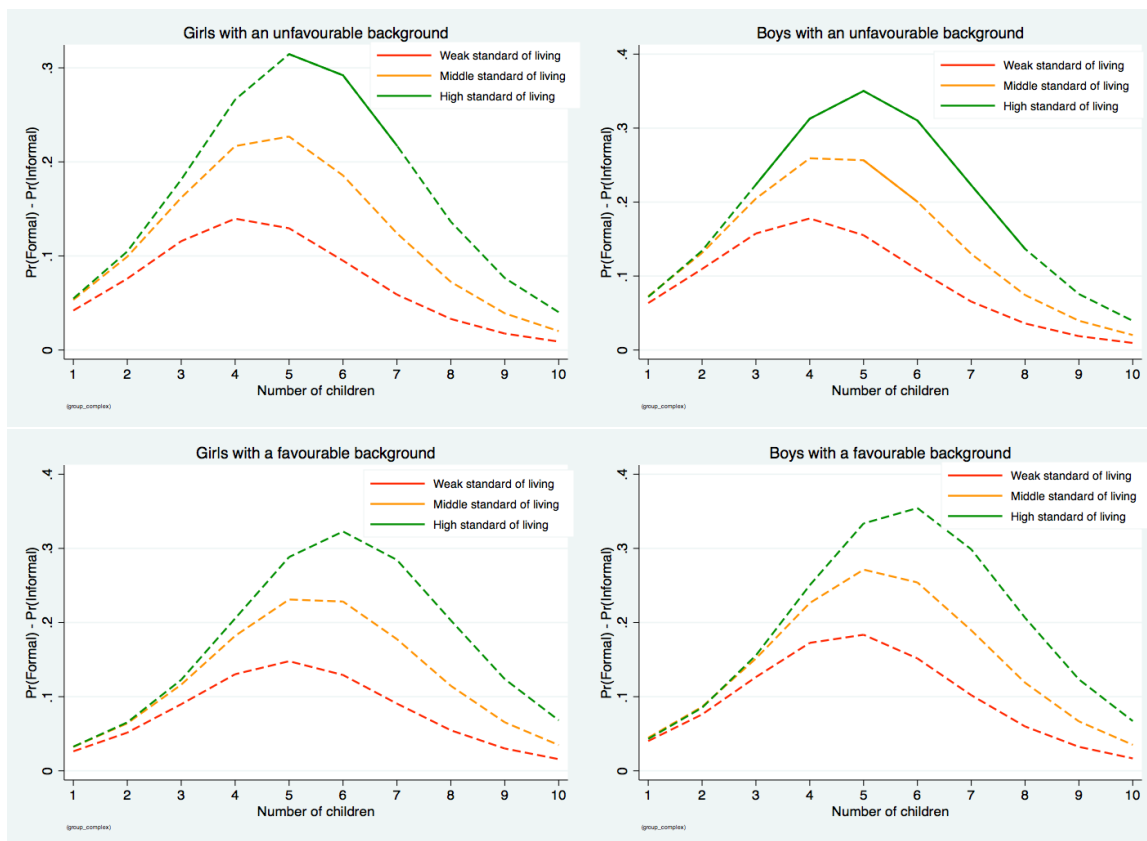 Girls with an unfavourable background
Weak standard of living
Middle standard of living
High standard of living
Pr(Formal) - Pr(Informal)
.3
.2
.1
0
1 2 3 4 5 6 7 8 9 10
Number of children
(group_complex)
Boys with an unfavourable background
Weak standard of living
Middle standard of living
High standard of living
Pr(Formal) - Pr(Informal)
.4
.3
.2
.1
0
1 2 3 4 5 6 7 8 9 10
Number of children
(group_complex)
Girls with a favourable background
Weak standard of living
Middle standard of living
High standard of living
Pr(Formal) - Pr(Informal)
.4
.3
.2
.1
0
1 2 3 4 5 6 7 8 9 10
Number of children
(group_complex)
Boys with a favourable background
Weak standard of living
Middle standard of living
High standard of living
Pr(Formal) - Pr(Informal)
.4
.3
.2
.1
0
1 2 3 4 5 6 7 8 9 10
Number of children
(group_complex)